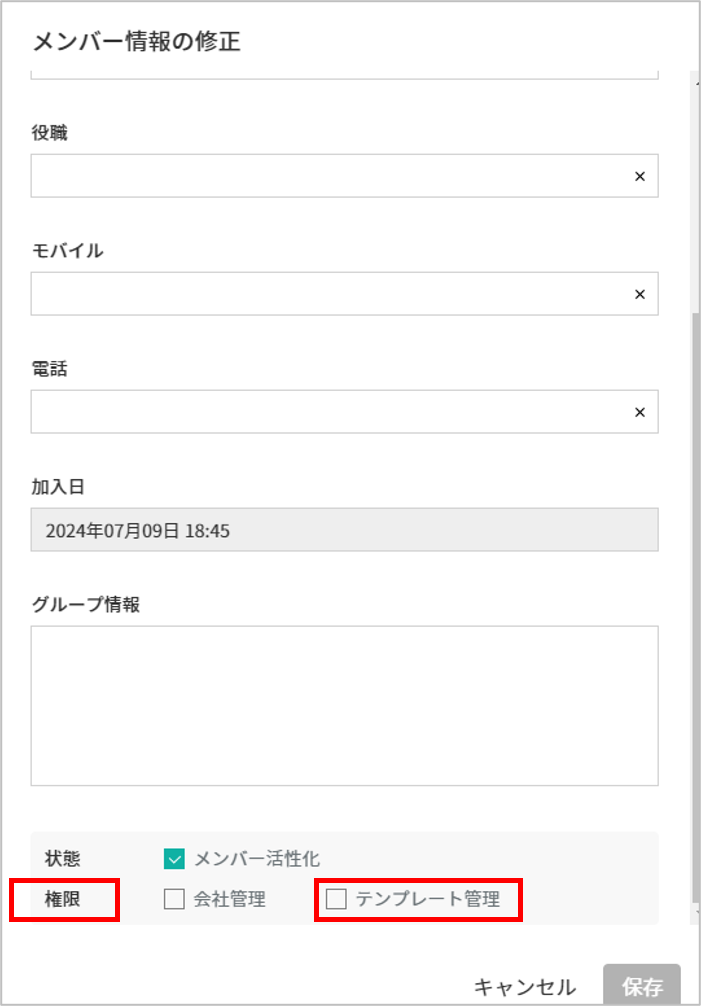 メンバー情報の修正
役職
モバイル
電話
加入日
2024年07月09日 18:45
グループ情報
状態 メンバー活性化
権限 会社管理 テンプレート管理
キャンセル 保存